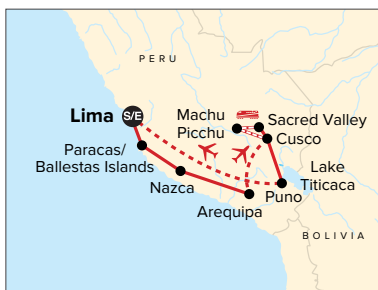 PERU
Lima
S/E
Machu
Picchu
Sacred Valley
Cusco
Paracas/
Ballestas Islands
Lake
Titicaca
Nazca
Puno
Arequipa
BOLIVIA